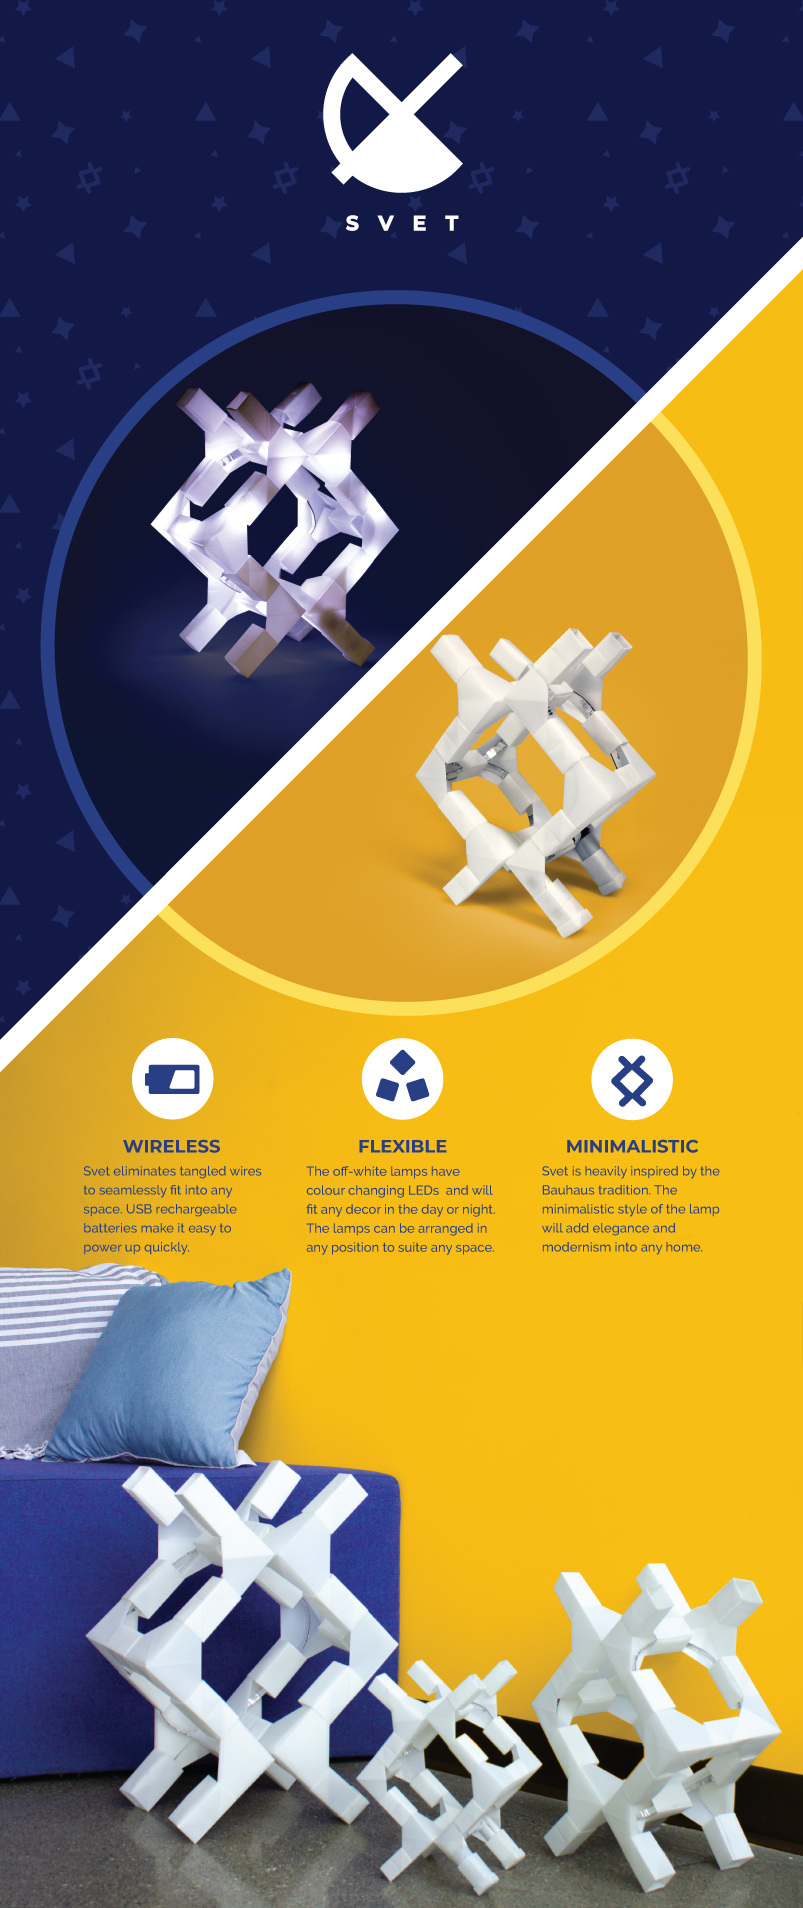 SVET
WIRELESS
Svet eliminates tangled wires
to seamlessly fit into any
space. USB rechargeable
batteries make it easy to
power up quickly.
FLEXIBLE
The off-white lamps have
colour changing LEDs and will
fit any decor in the day or night.
The lamps can be arranged in
any position to suite any space.
MINIMALISTIC
Svet is heavily inspired by the
Bauhaus tradition. The
minimalistic style of the lamp
will add elegance and
modernism into any home.